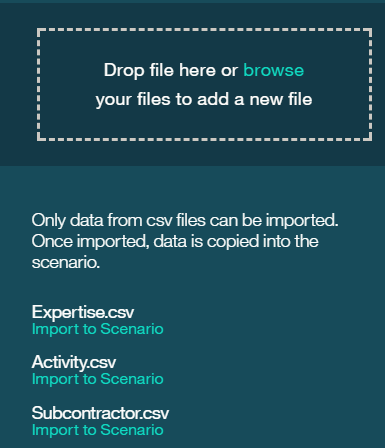 Drop file here or browse
your files to add a new file
Only data from csv files can be imported.
Once imported, data is copied into the
scenario.
Expertise.csv
Import to Scenario
Activity.csv
Import to Scenario
Subcontractor.csv
Import to Scenario